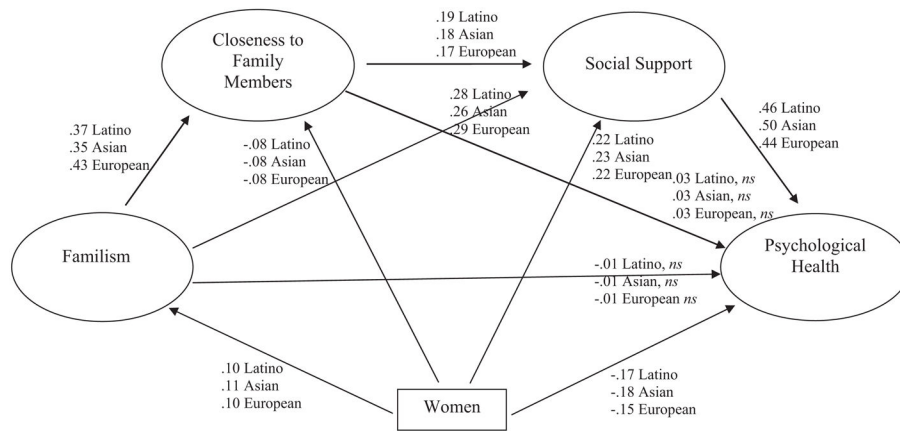 Closeness to
Family
Members
.19 Latino
.18 Asian
.17 European
Social Support
.37 Latino
.35 Asian
.43 European
-.08 Latino
-.08 Asian
-.08 European
.28 Latino
.26 Asian
.29 European
.22 Latino
.23 Asian
.22 European
.46 Latino
.50 Asian
.44 European
.03 Latino, ns
.03 Asian, ns
.03 European, ns
Familism
-.01 Latino, ns
-.01 Asian, ns
-.01 European ns
Psychological
Health
.10 Latino
.11 Asian
.10 European
Women
-.17 Latino
-.18 Asian
-.15 European